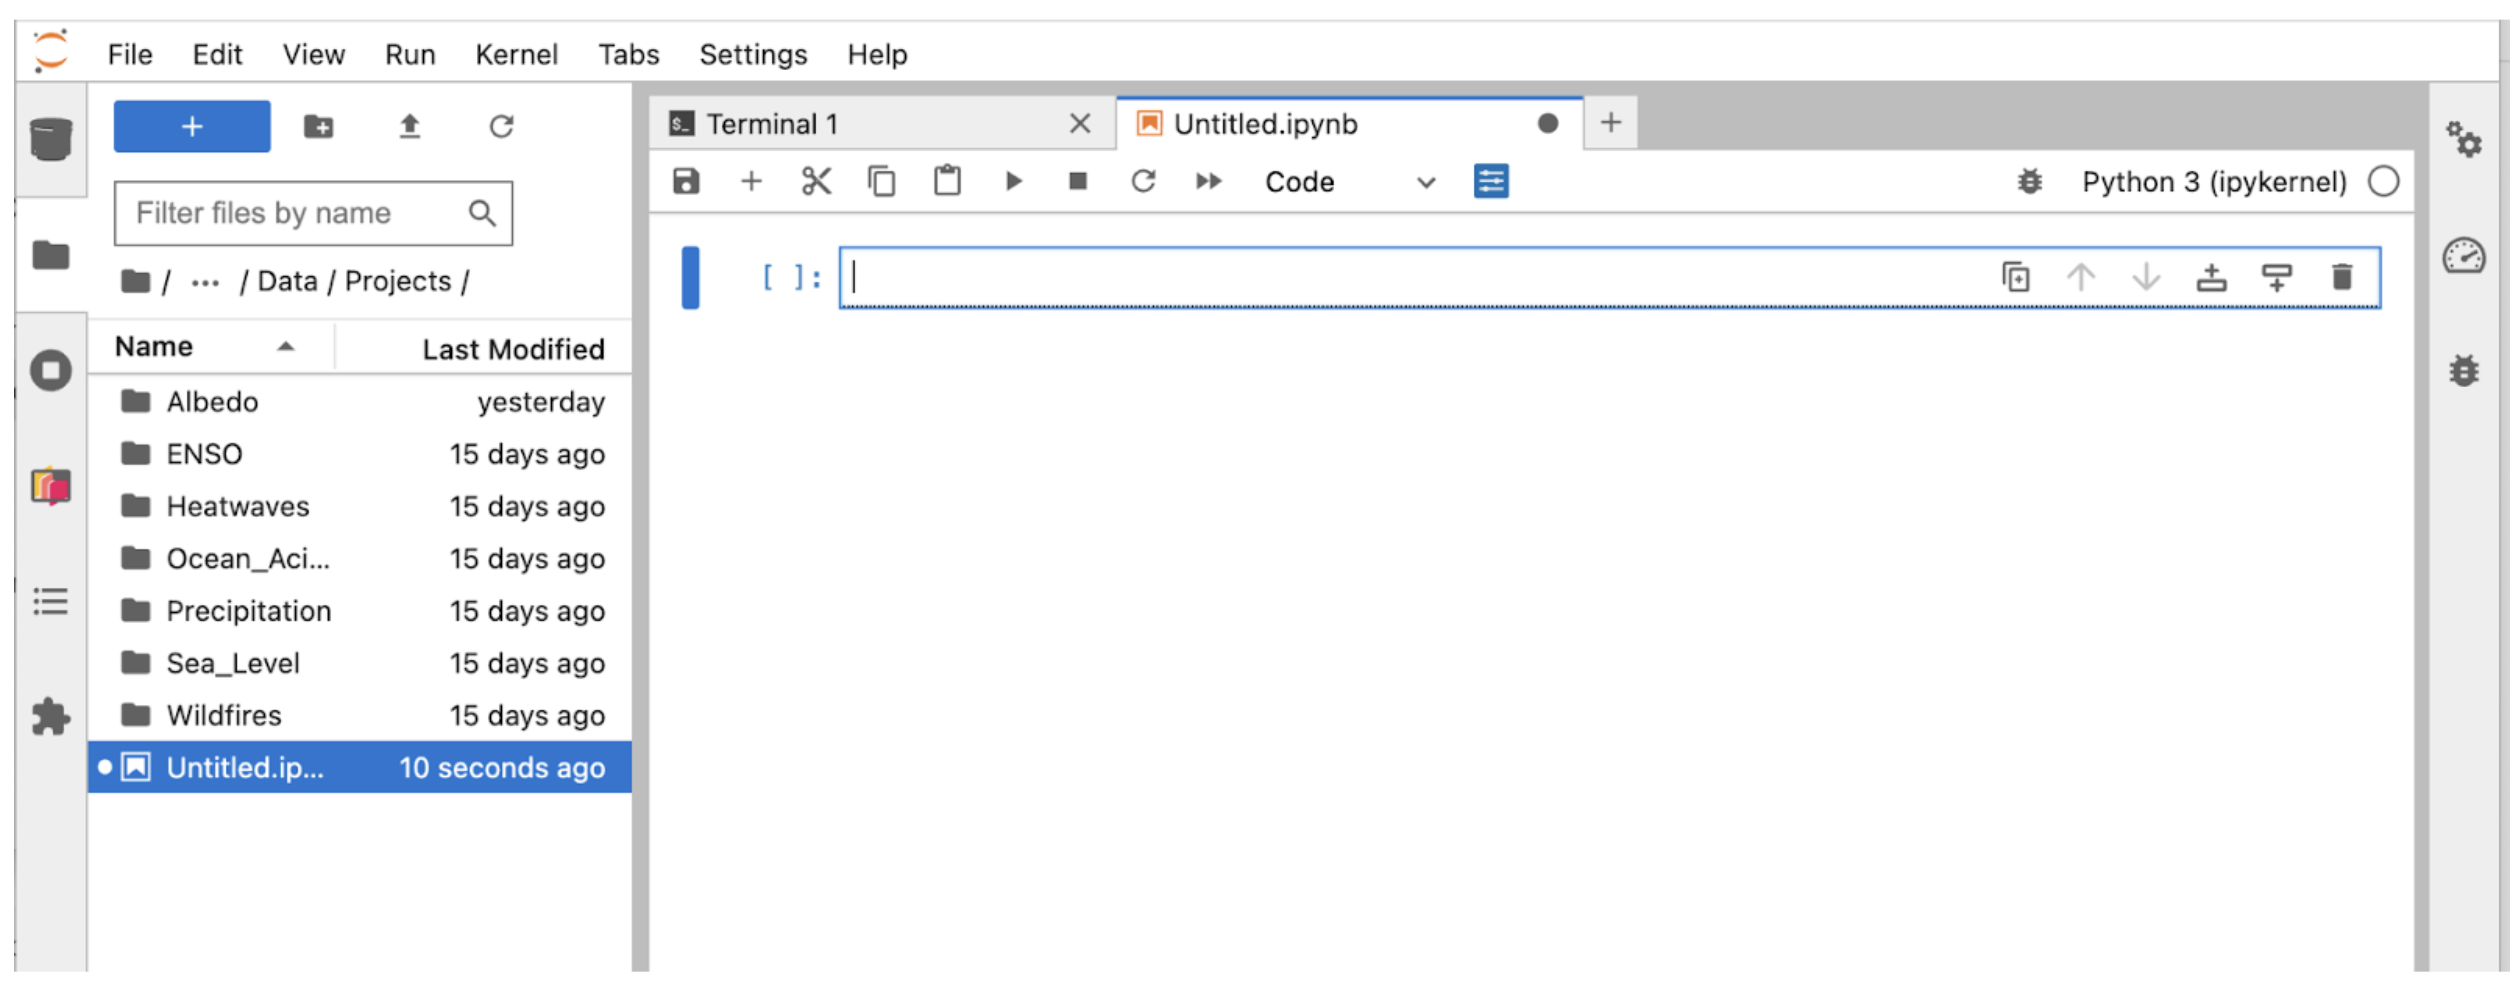 File Edit View Run Kernel Tabs Settings Help
Terminal 1
Untitled.ipynb
Code
Python 3 (ipykernel)
Filter files by name
/ ... / Data / Projects /
[ ]:
Name Last Modified
Albedo yesterday
ENSO 15 days ago
Heatwaves 15 days ago
Ocean_Aci... 15 days ago
Precipitation 15 days ago
Sea_Level 15 days ago
Wildfires 15 days ago
Untitled.ip... 10 seconds ago